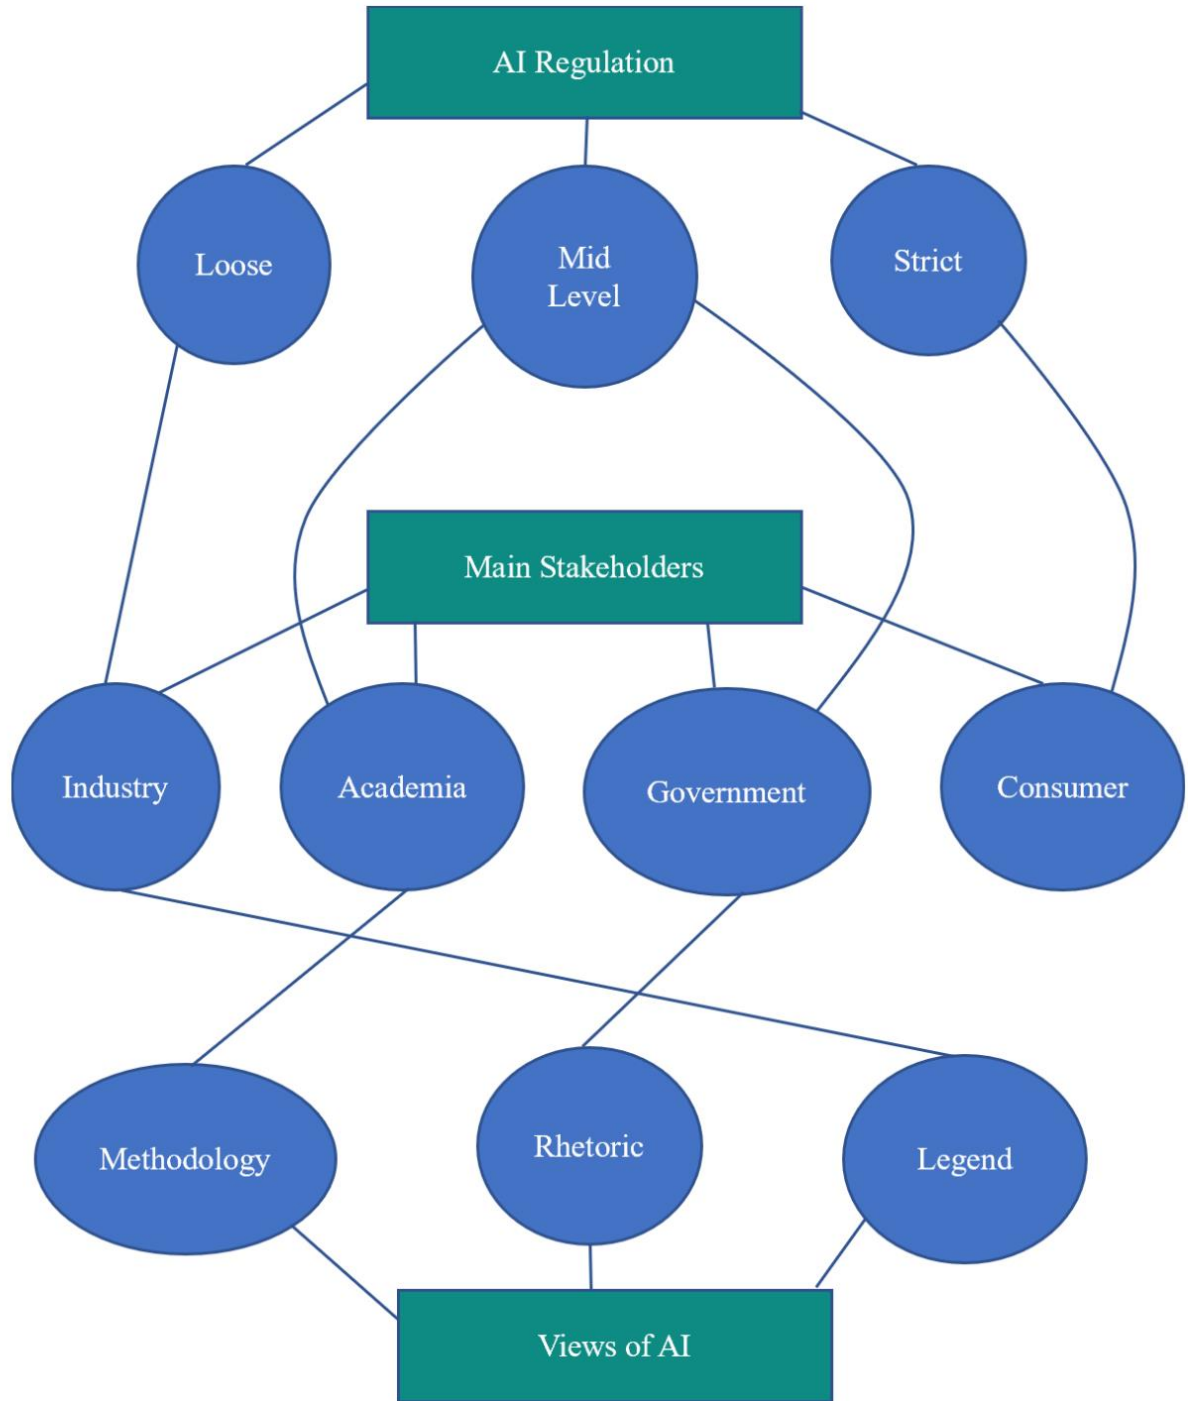 AI Regulation
Loose
Mid
Level
Strict
Main Stakeholders
Industry
Academia
Government
Consumer
Methodology
Rhetoric
Legend
Views of AI